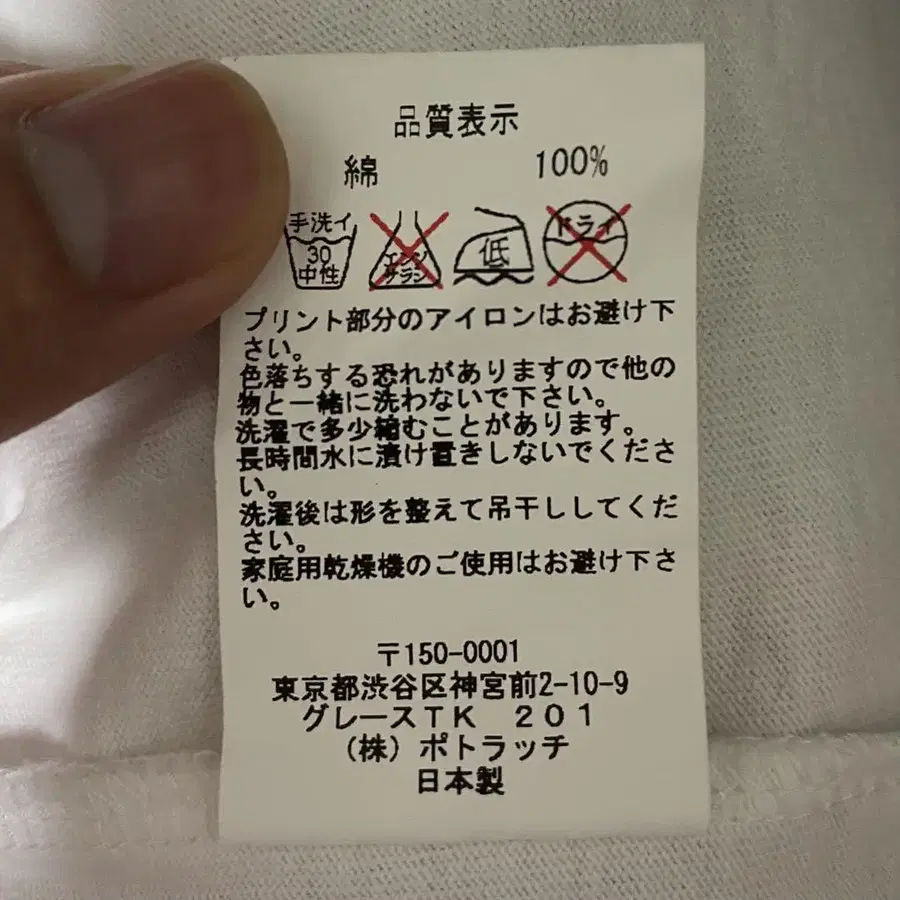 品質表示
綿 100%
手洗イ
30
中性
エンソ
サラシ
低
ドライ
プリント部分のアイロンはお避け下
さい。
色落ちする恐れがありますので他の
物と一緒に洗わないで下さい。
洗濯で多少縮むことがあります。
長時間水に漬け置きしないでくださ
い。
洗濯後は形を整えて吊干ししてくだ
さい。
家庭用乾燥機のご使用はお避け下さ
い。
〒150-0001
東京都渋谷区神宮前2-10-9
グレースTK 201
(株) ポトラッチ
日本製